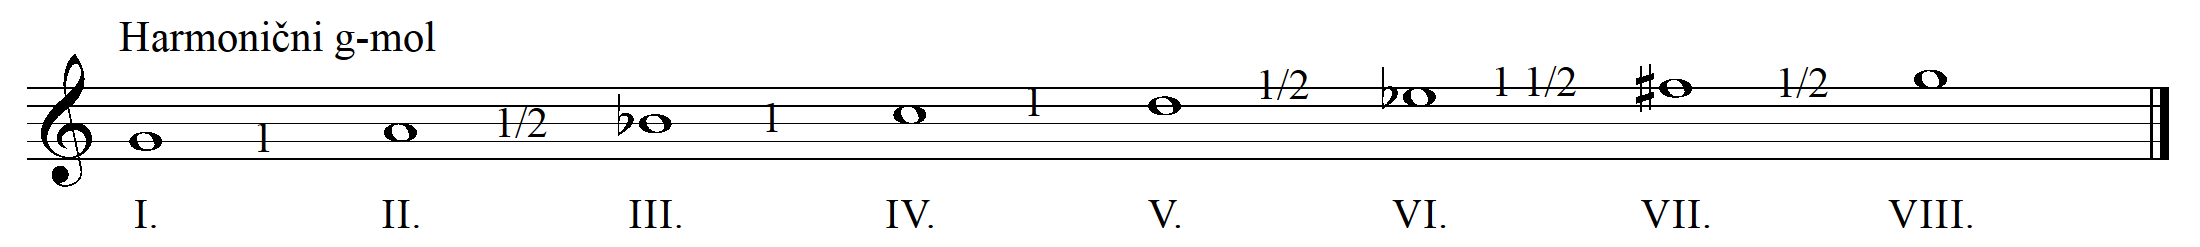 Harmonični g-mol
1 1/2 1 1 1/2 1 1/2 1/2
I. II. III. IV. V. VI. VII. VIII.